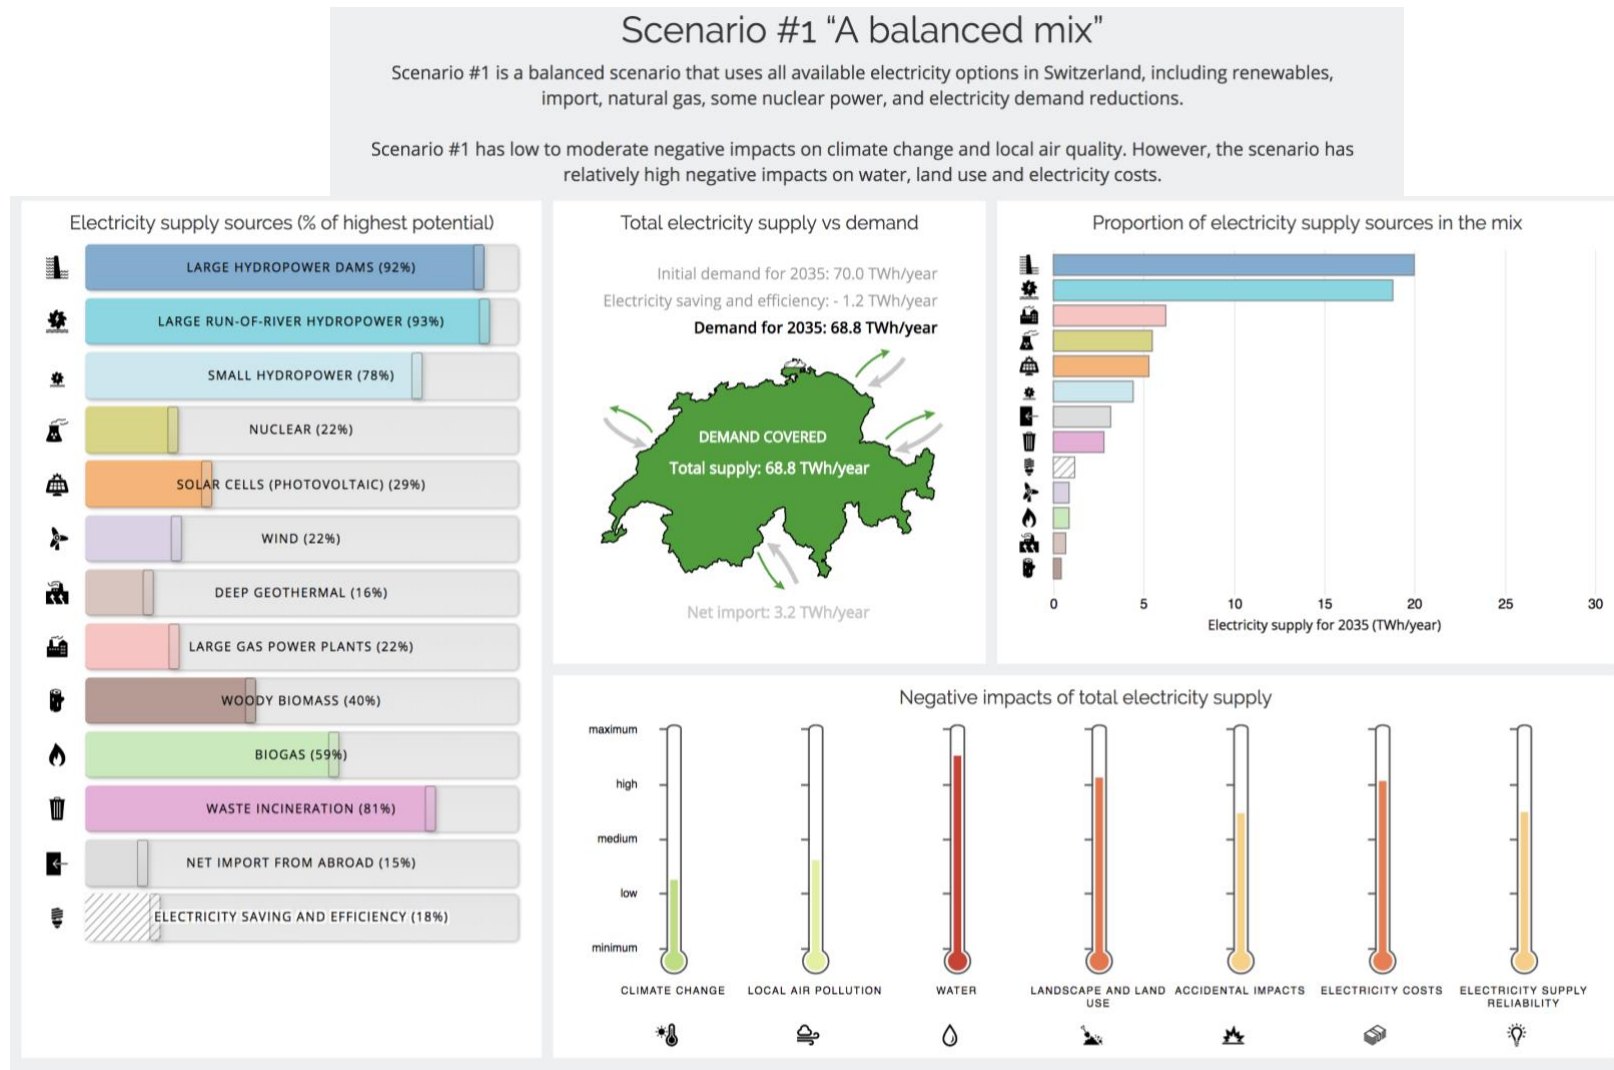 Scenario #1 “A balanced mix”
Scenario #1 is a balanced scenario that uses all available electricity options in Switzerland, including renewables,
import, natural gas, some nuclear power, and electricity demand reductions.
Scenario #1 has low to moderate negative impacts on climate change and local air quality. However, the scenario has
relatively high negative impacts on water, land use and electricity costs.
Electricity supply sources (% of highest potential)
LARGE HYDROPOWER DAMS (92%)
LARGE RUN-OF-RIVER HYDROPOWER (93%)
SMALL HYDROPOWER (78%)
NUCLEAR (22%)
SOLAR CELLS (PHOTOVOLTAIC) (29%)
WIND (22%)
DEEP GEOTHERMAL (16%)
LARGE GAS POWER PLANTS (22%)
WOODY BIOMASS (40%)
BIOGAS (59%)
WASTE INCINERATION (81%)
NET IMPORT FROM ABROAD (15%)
ELECTRICITY SAVING AND EFFICIENCY (18%)
Total electricity supply vs demand
Initial demand for 2035: 70.0 TWh/year
Electricity saving and efficiency: - 1.2 TWh/year
Demand for 2035: 68.8 TWh/year
DEMAND COVERED
Total supply: 68.8 TWh/year
Net import: 3.2 TWh/year
Proportion of electricity supply sources in the mix
0 5 10 15 20 25 30
Electricity supply for 2035 (TWh/year)
Negative impacts of total electricity supply
maximum
high
medium
low
minimum
CLIMATE CHANGE
LOCAL AIR POLLUTION
WATER
LANDSCAPE AND LAND
USE
ACCIDENTAL IMPACTS
ELECTRICITY COSTS
ELECTRICITY SUPPLY
RELIABILITY